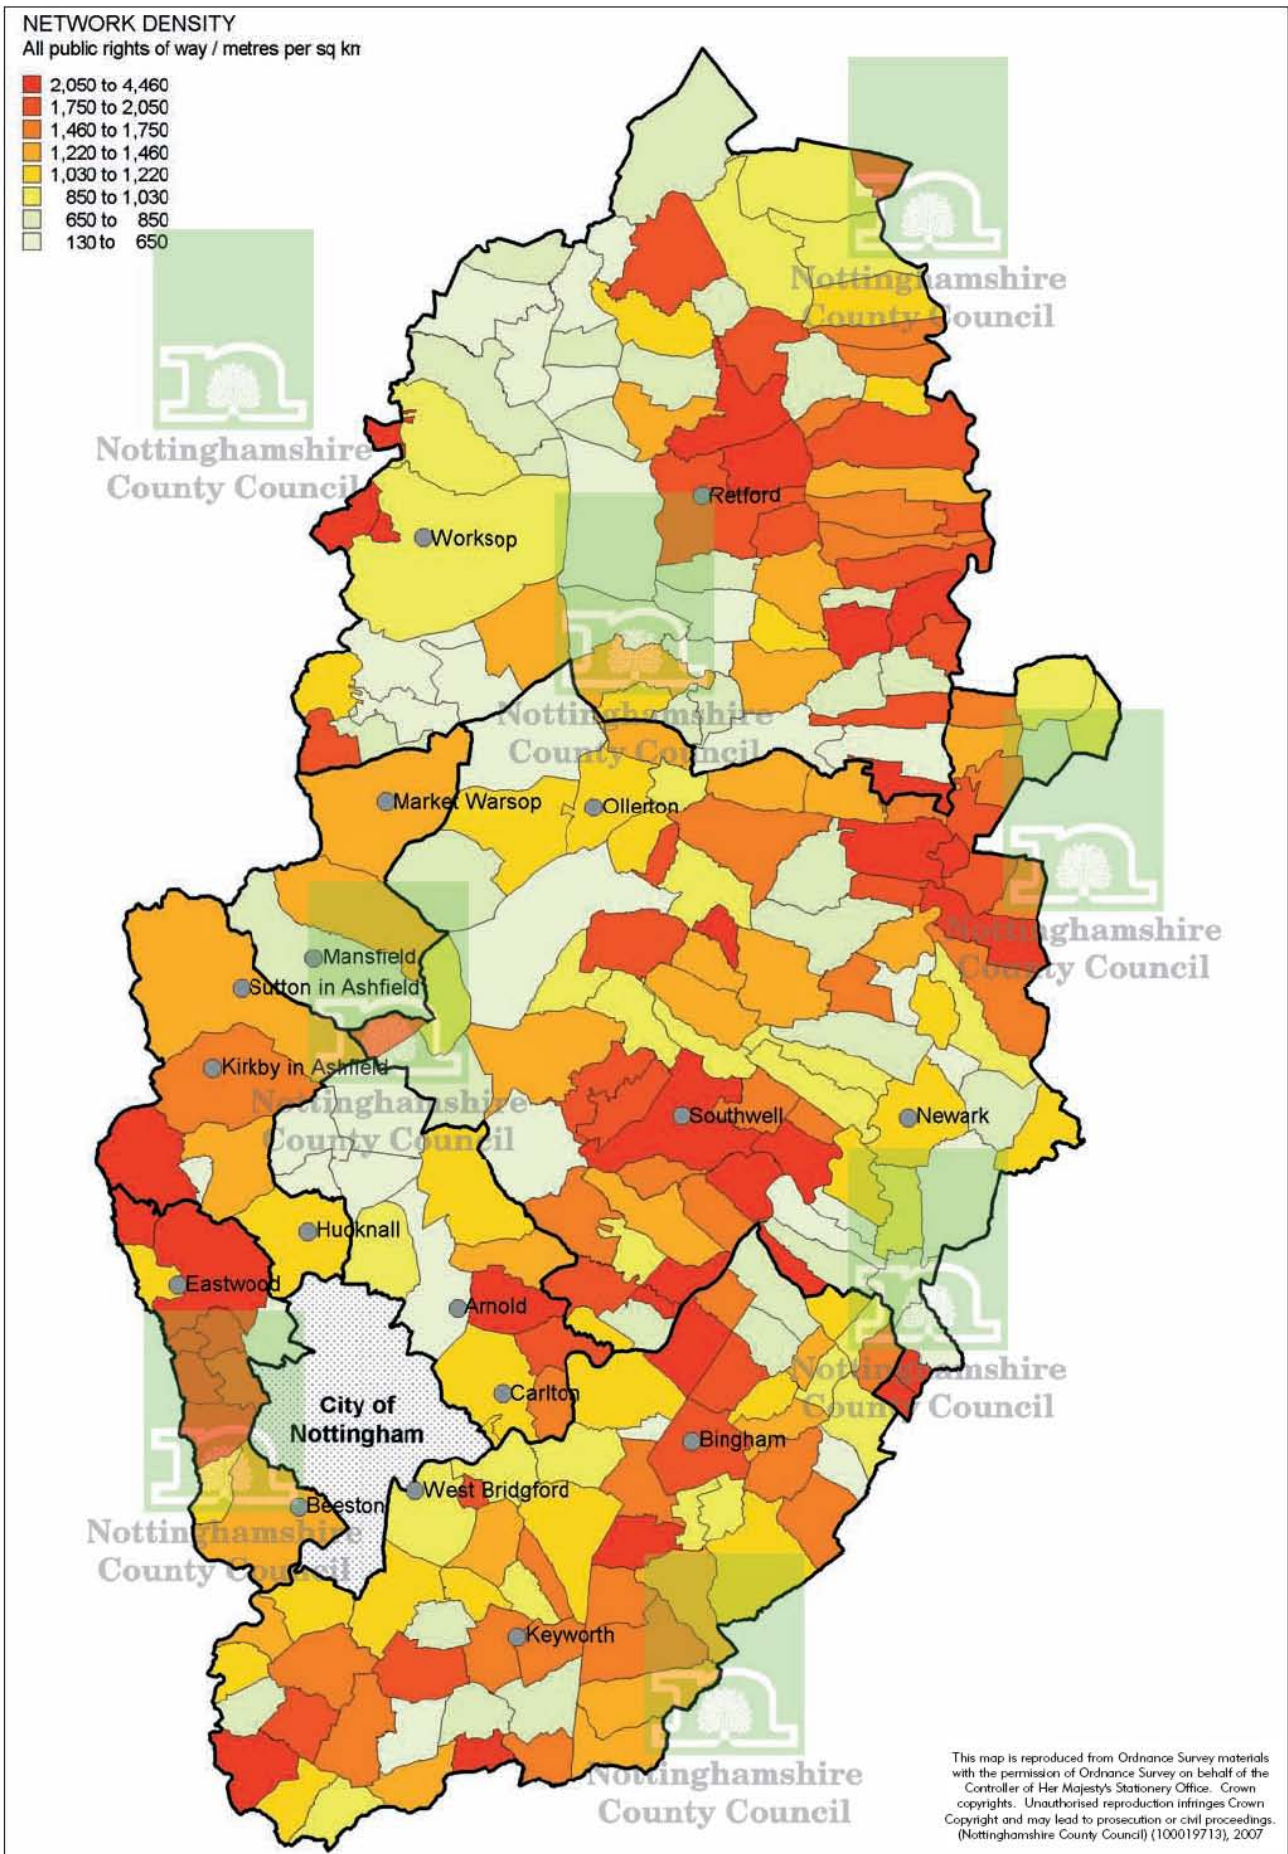 NETWORK DENSITY
All public rights of way / metres per sq km
2,050 to 4,460
1,750 to 2,050
1,460 to 1,750
1,220 to 1,460
1,030 to 1,220
850 to 1,030
650 to 850
130 to 650
Nottinghamshire
County Council
Nottinghamshire
County Council
Retford
Worksop
Nottinghamshire
County Council
Market Warsop
Ollerton
Nottinghamshire
County Council
Mansfield
Sutton in Ashfield
Kirkby in Ashfield
Nottinghamshire
County Council
Southwell
Newark
Hucknall
Eastwood
Arnold
Nottinghamshire
County Council
Carlton
City of
Nottingham
Bingham
West Bridgford
Beeston
Nottinghamshire
County Council
Keyworth
Nottinghamshire
County Council
This map is reproduced from Ordnance Survey materials
with the permission of Ordnance Survey on behalf of the
Controller of Her Majesty's Stationery Office. Crown
copyrights. Unauthorised reproduction infringes Crown
Copyright and may lead to prosecution or civil proceedings.
(Nottinghamshire County Council) (100019713), 2007